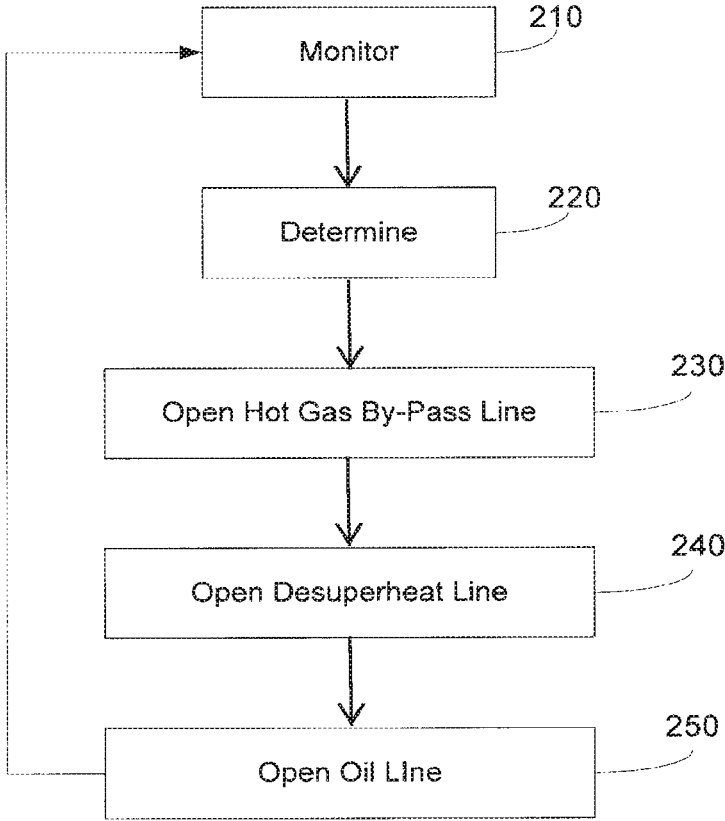 210
Monitor
220
Determine
230
Open Hot Gas By-Pass Line
240
Open Desuperheat Line
250
Open Oil LIne